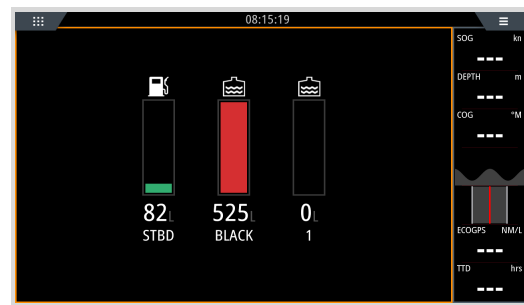 08:15:19
82L
STBD
525L
BLACK
0L
1
SOG kn
---
DEPTH m
---
COG °M
---
ECOGPS NM/L
---
TTD hrs
---